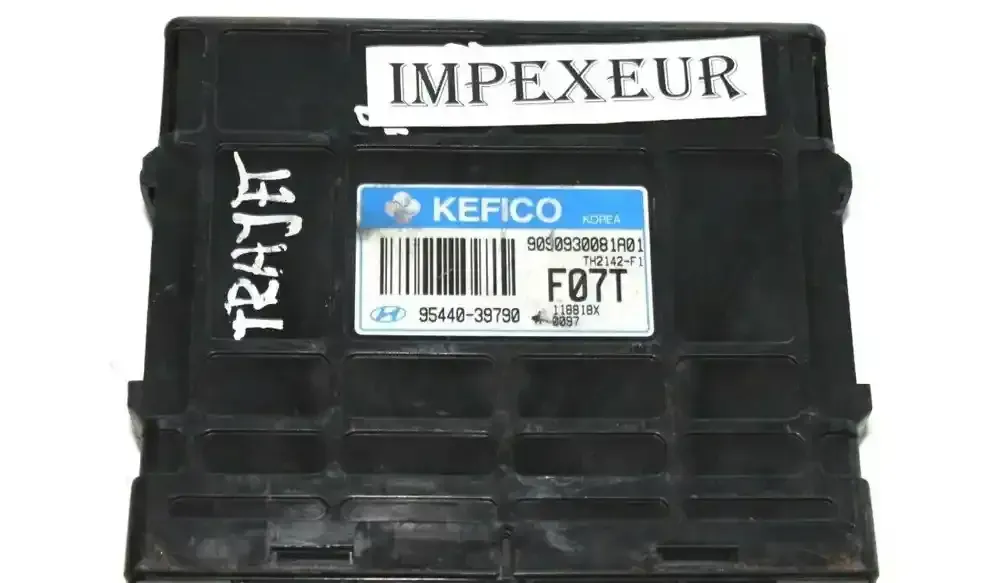 IMPEXEUR
TRAJET
KEFICO KOREA
9090930081A01
TH2142-F1
F07T
95440-39790
118818X
0097